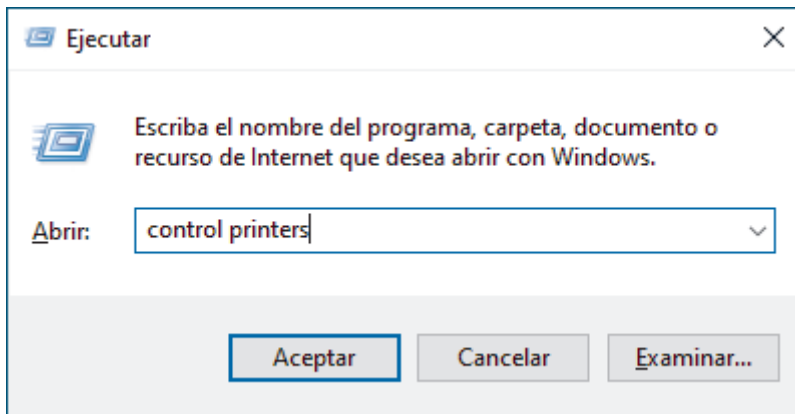 Ejecutar
Escriba el nombre del programa, carpeta, documento o
recurso de Internet que desea abrir con Windows.
Abrir: control printers
Aceptar Cancelar Examinar...